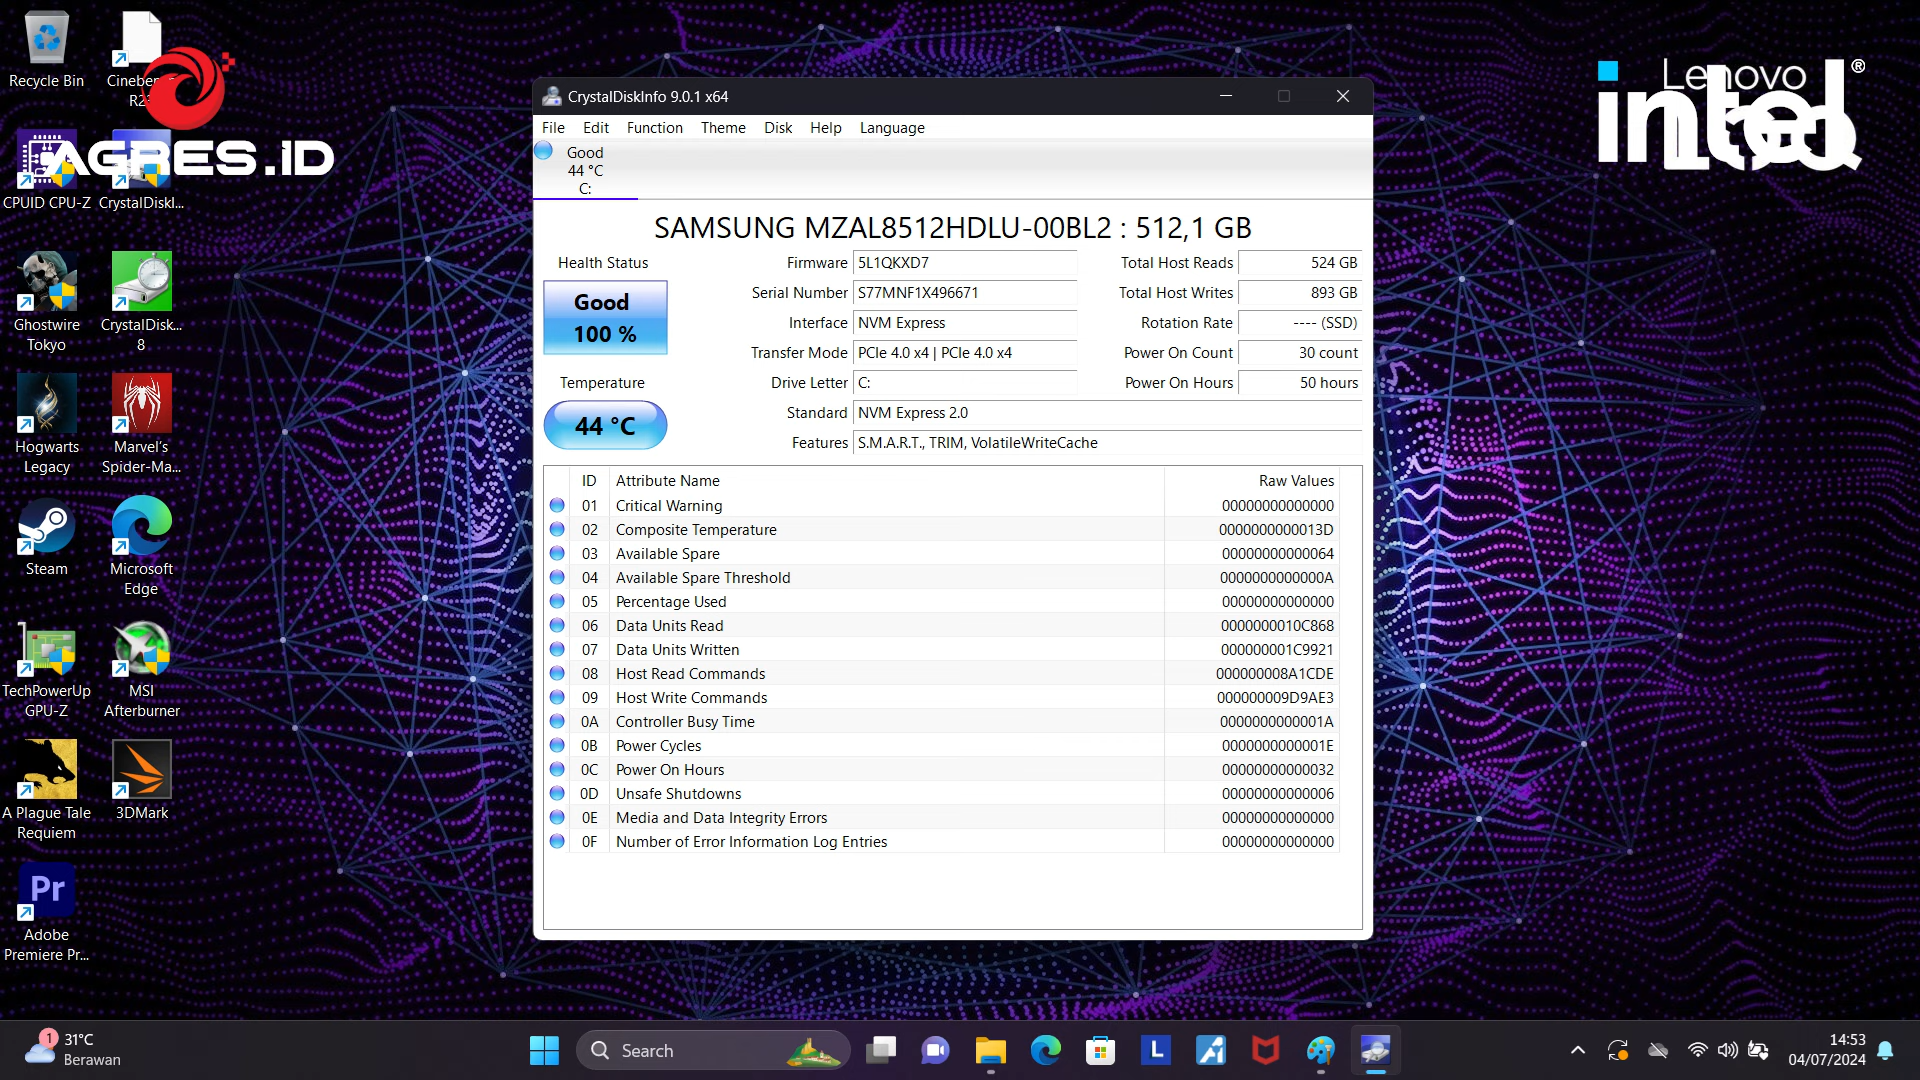 Recycle Bin
AGRES.ID
CPUID CPU-Z
CrystalDiskI...
Ghostwire
Tokyo
CrystalDisk...
8
Hogwarts
Legacy
Marvel's
Spider-Ma...
Steam
Microsoft
Edge
TechPowerUp
GPU-Z
MSI
Afterburner
A Plague Tale
Requiem
3DMark
Pr
Adobe
Premiere Pr...
Lenovo
CrystalDiskInfo 9.0.1 x64
File Edit Function Theme Disk Help Language
Good
44 °C
C:
SAMSUNG MZAL8512HDLU-00BL2 : 512,1 GB
Health Status
Good
100 %
Temperature
44 °C
Firmware 5L1QKXD7
Serial Number S77MNF1X496671
Interface NVM Express
Transfer Mode PCIe 4.0 x4 | PCIe 4.0 x4
Drive Letter C:
Standard NVM Express 2.0
Features S.M.A.R.T., TRIM, VolatileWriteCache
Total Host Reads 524 GB
Total Host Writes 893 GB
Rotation Rate ---- (SSD)
Power On Count 30 count
Power On Hours 50 hours
ID Attribute Name Raw Values
01 Critical Warning 00000000000000
02 Composite Temperature 0000000000013D
03 Available Spare 00000000000064
04 Available Spare Threshold 0000000000000A
05 Percentage Used 00000000000000
06 Data Units Read 0000000010C868
07 Data Units Written 000000001C9921
08 Host Read Commands 000000008A1CDE
09 Host Write Commands 000000009D9AE3
0A Controller Busy Time 0000000000001A
0B Power Cycles 0000000000001E
0C Power On Hours 00000000000032
0D Unsafe Shutdowns 00000000000006
0E Media and Data Integrity Errors 00000000000000
0F Number of Error Information Log Entries 00000000000000
1
31°C
Berawan
Search
L
14:53
04/07/2024